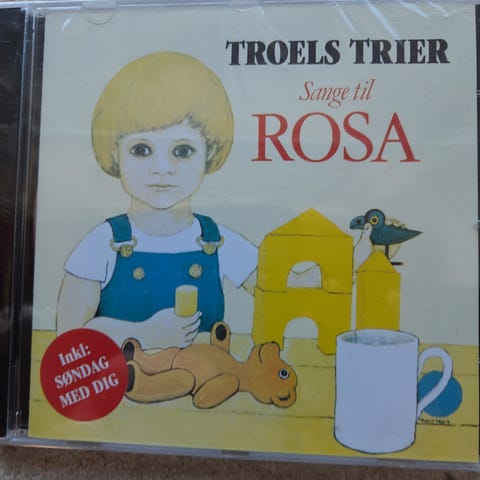 TROELS TRIER
Sange til
ROSA
Inkl:
SØNDAG
MED DIG